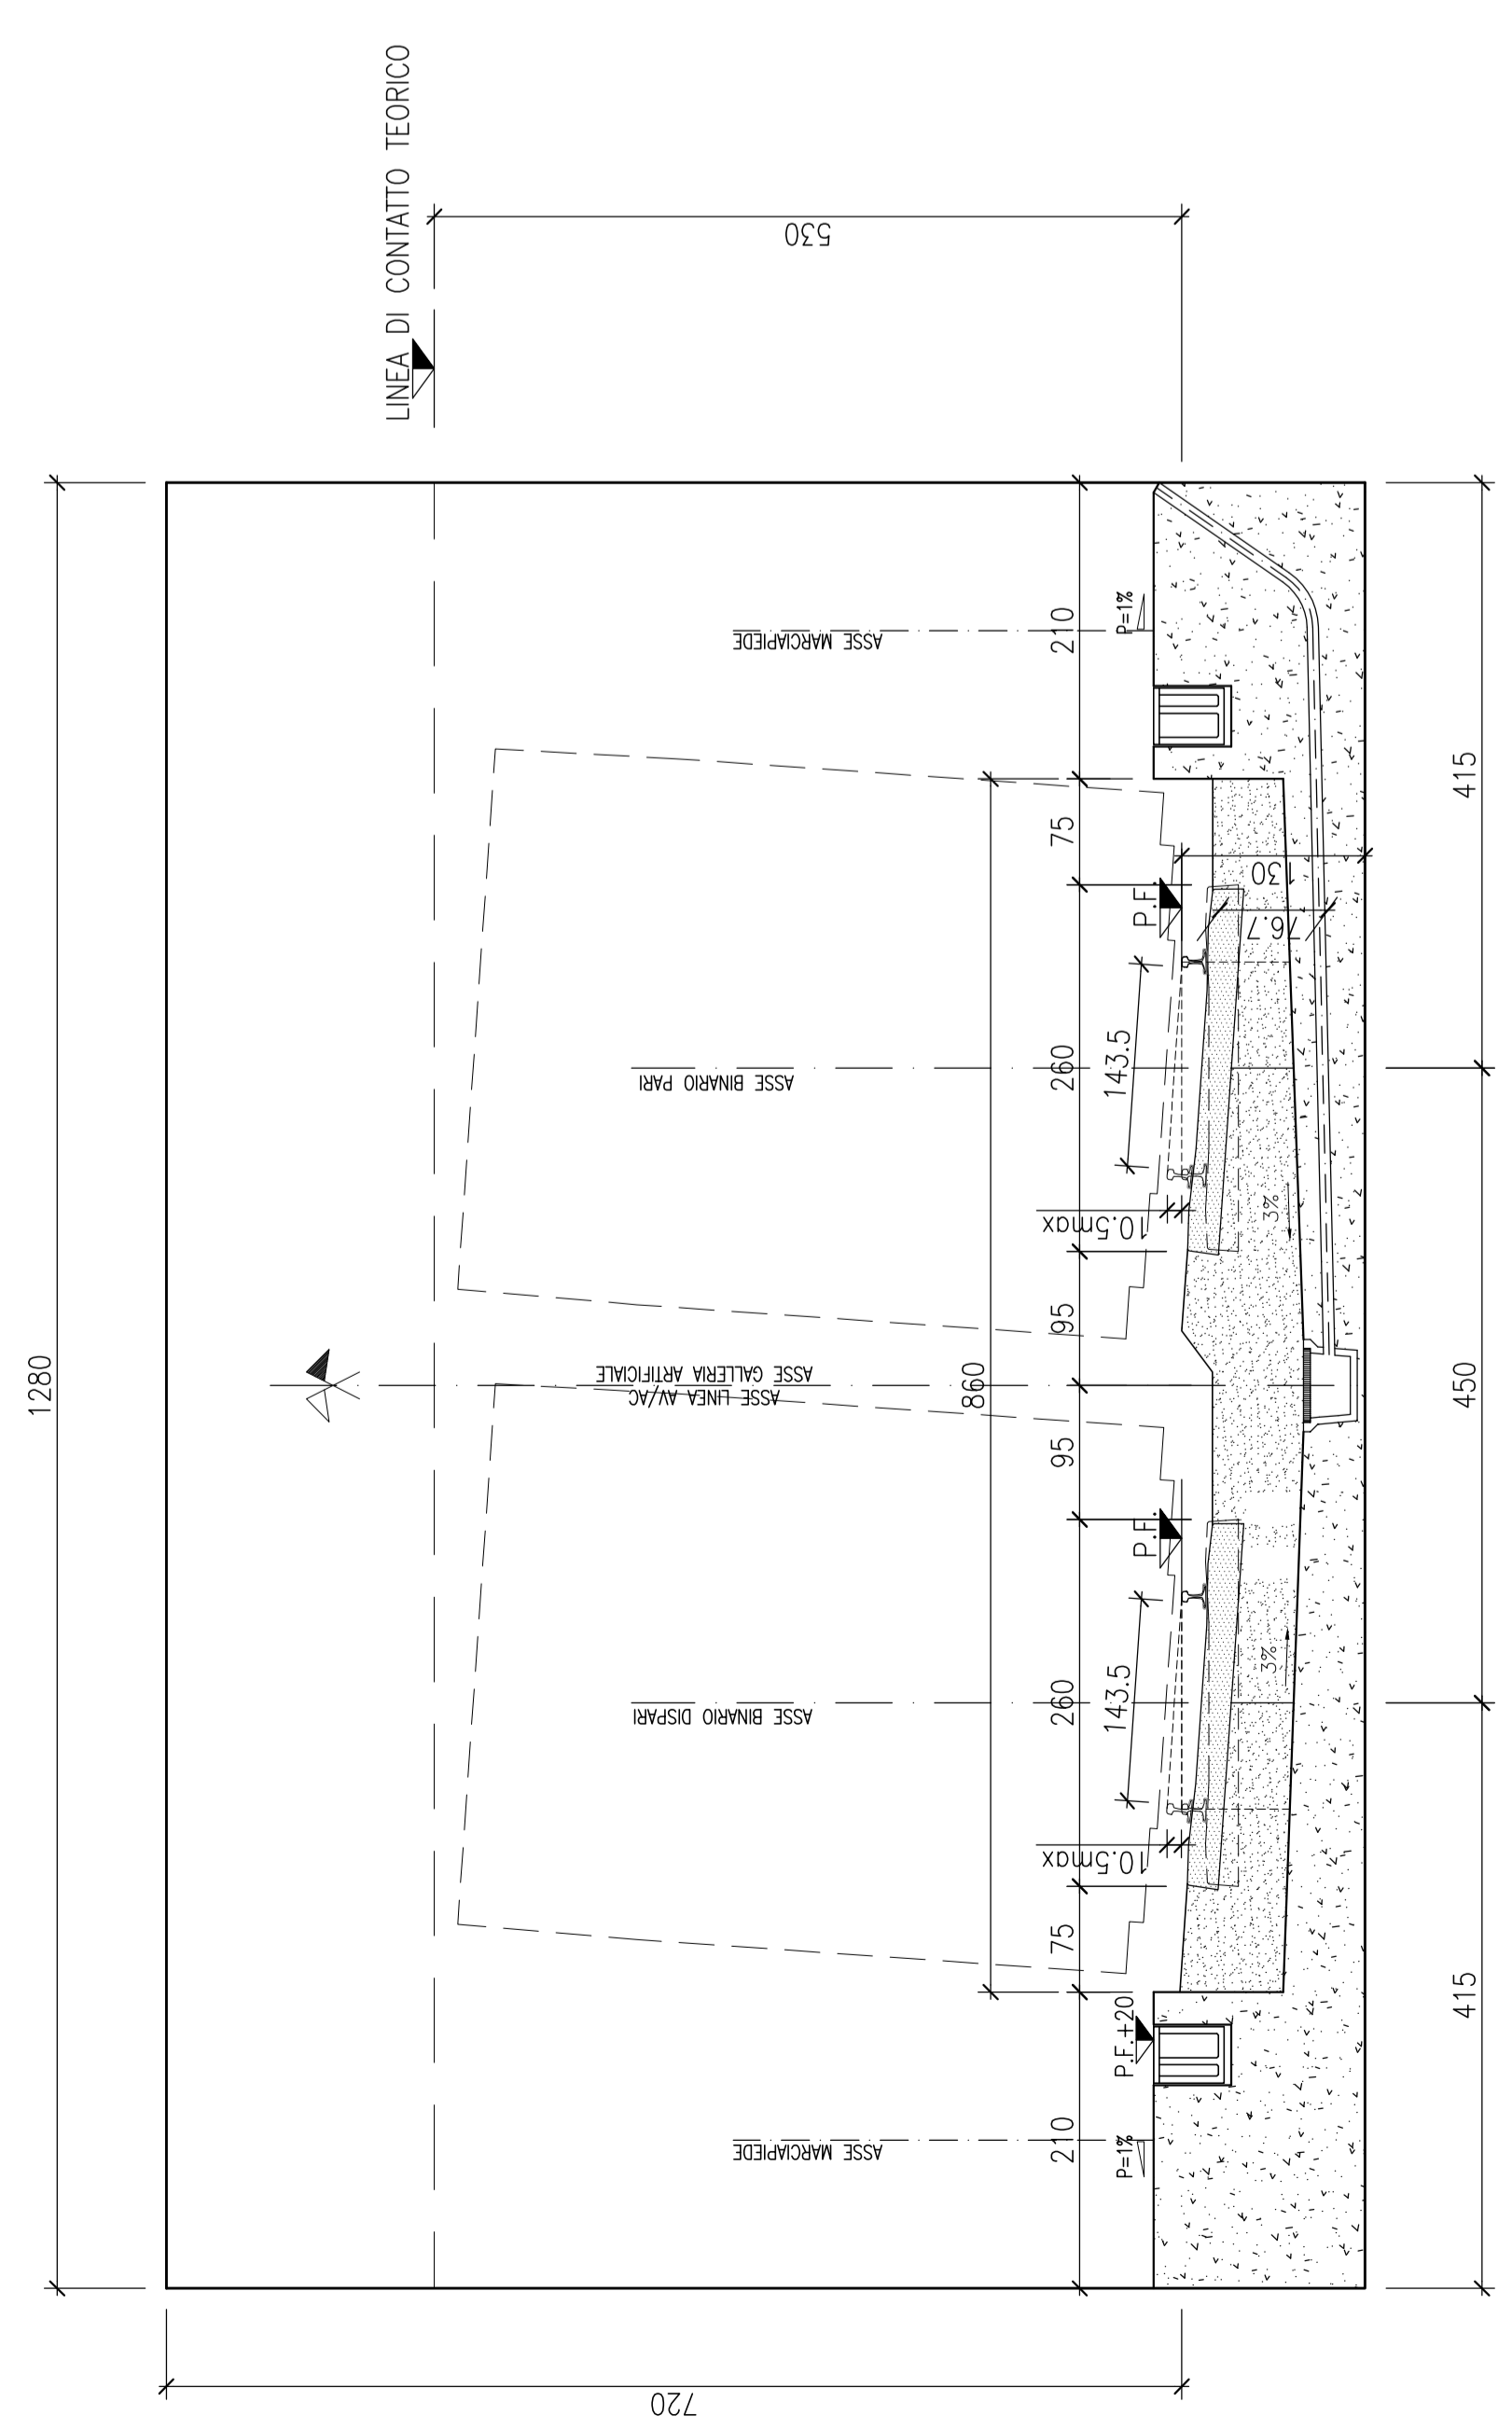 1280
LINEA DI CONTATTO TEORICO
530
720
ASSE MARCIAPIEDE
ASSE BINARIO DISPARI
ASSE LINEA AV/AC
ASSE GALLERIA ARTIFICIALE
ASSE BINARIO PARI
ASSE MARCIAPIEDE
860
210
75
260
95
95
260
75
210
P=1%
P.F.+20
10.5max
143.5
P.F.
10.5max
143.5
P.F.
P=1%
3%
3%
76.7
130
415
450
415